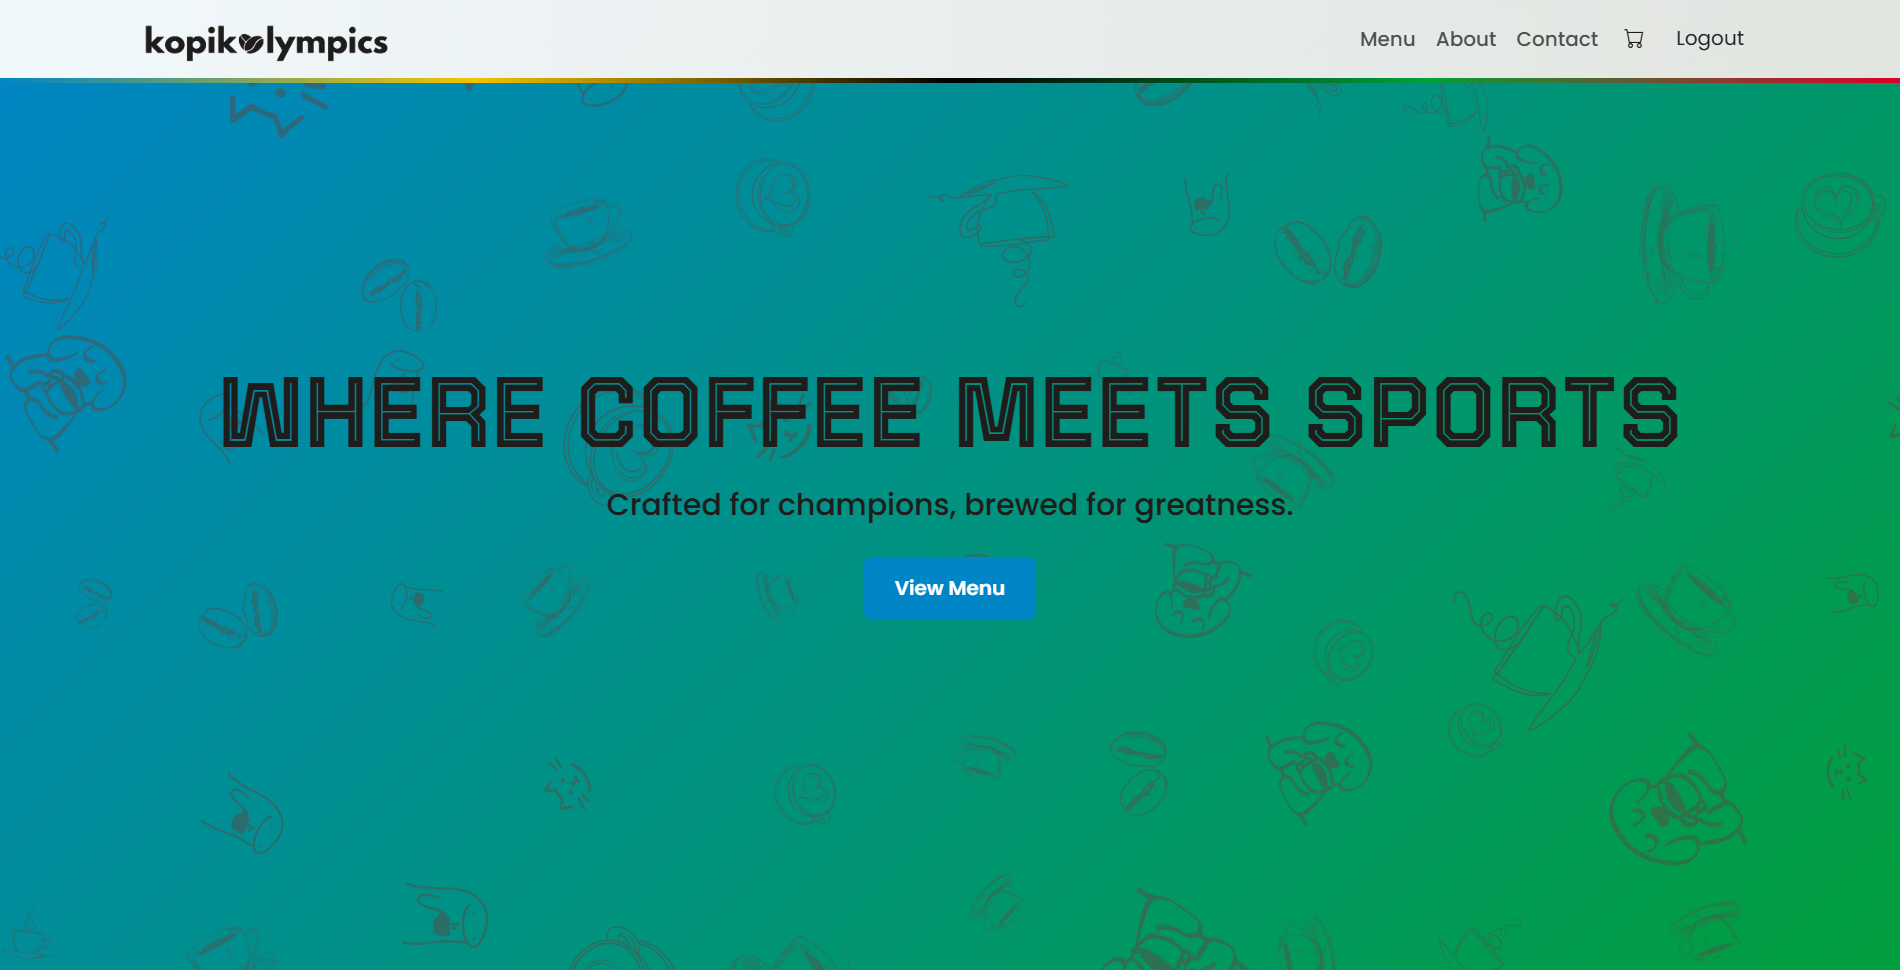 kopikolympics
Menu About Contact Logout
WHERE COFFEE MEETS SPORTS
Crafted for champions, brewed for greatness.
View Menu